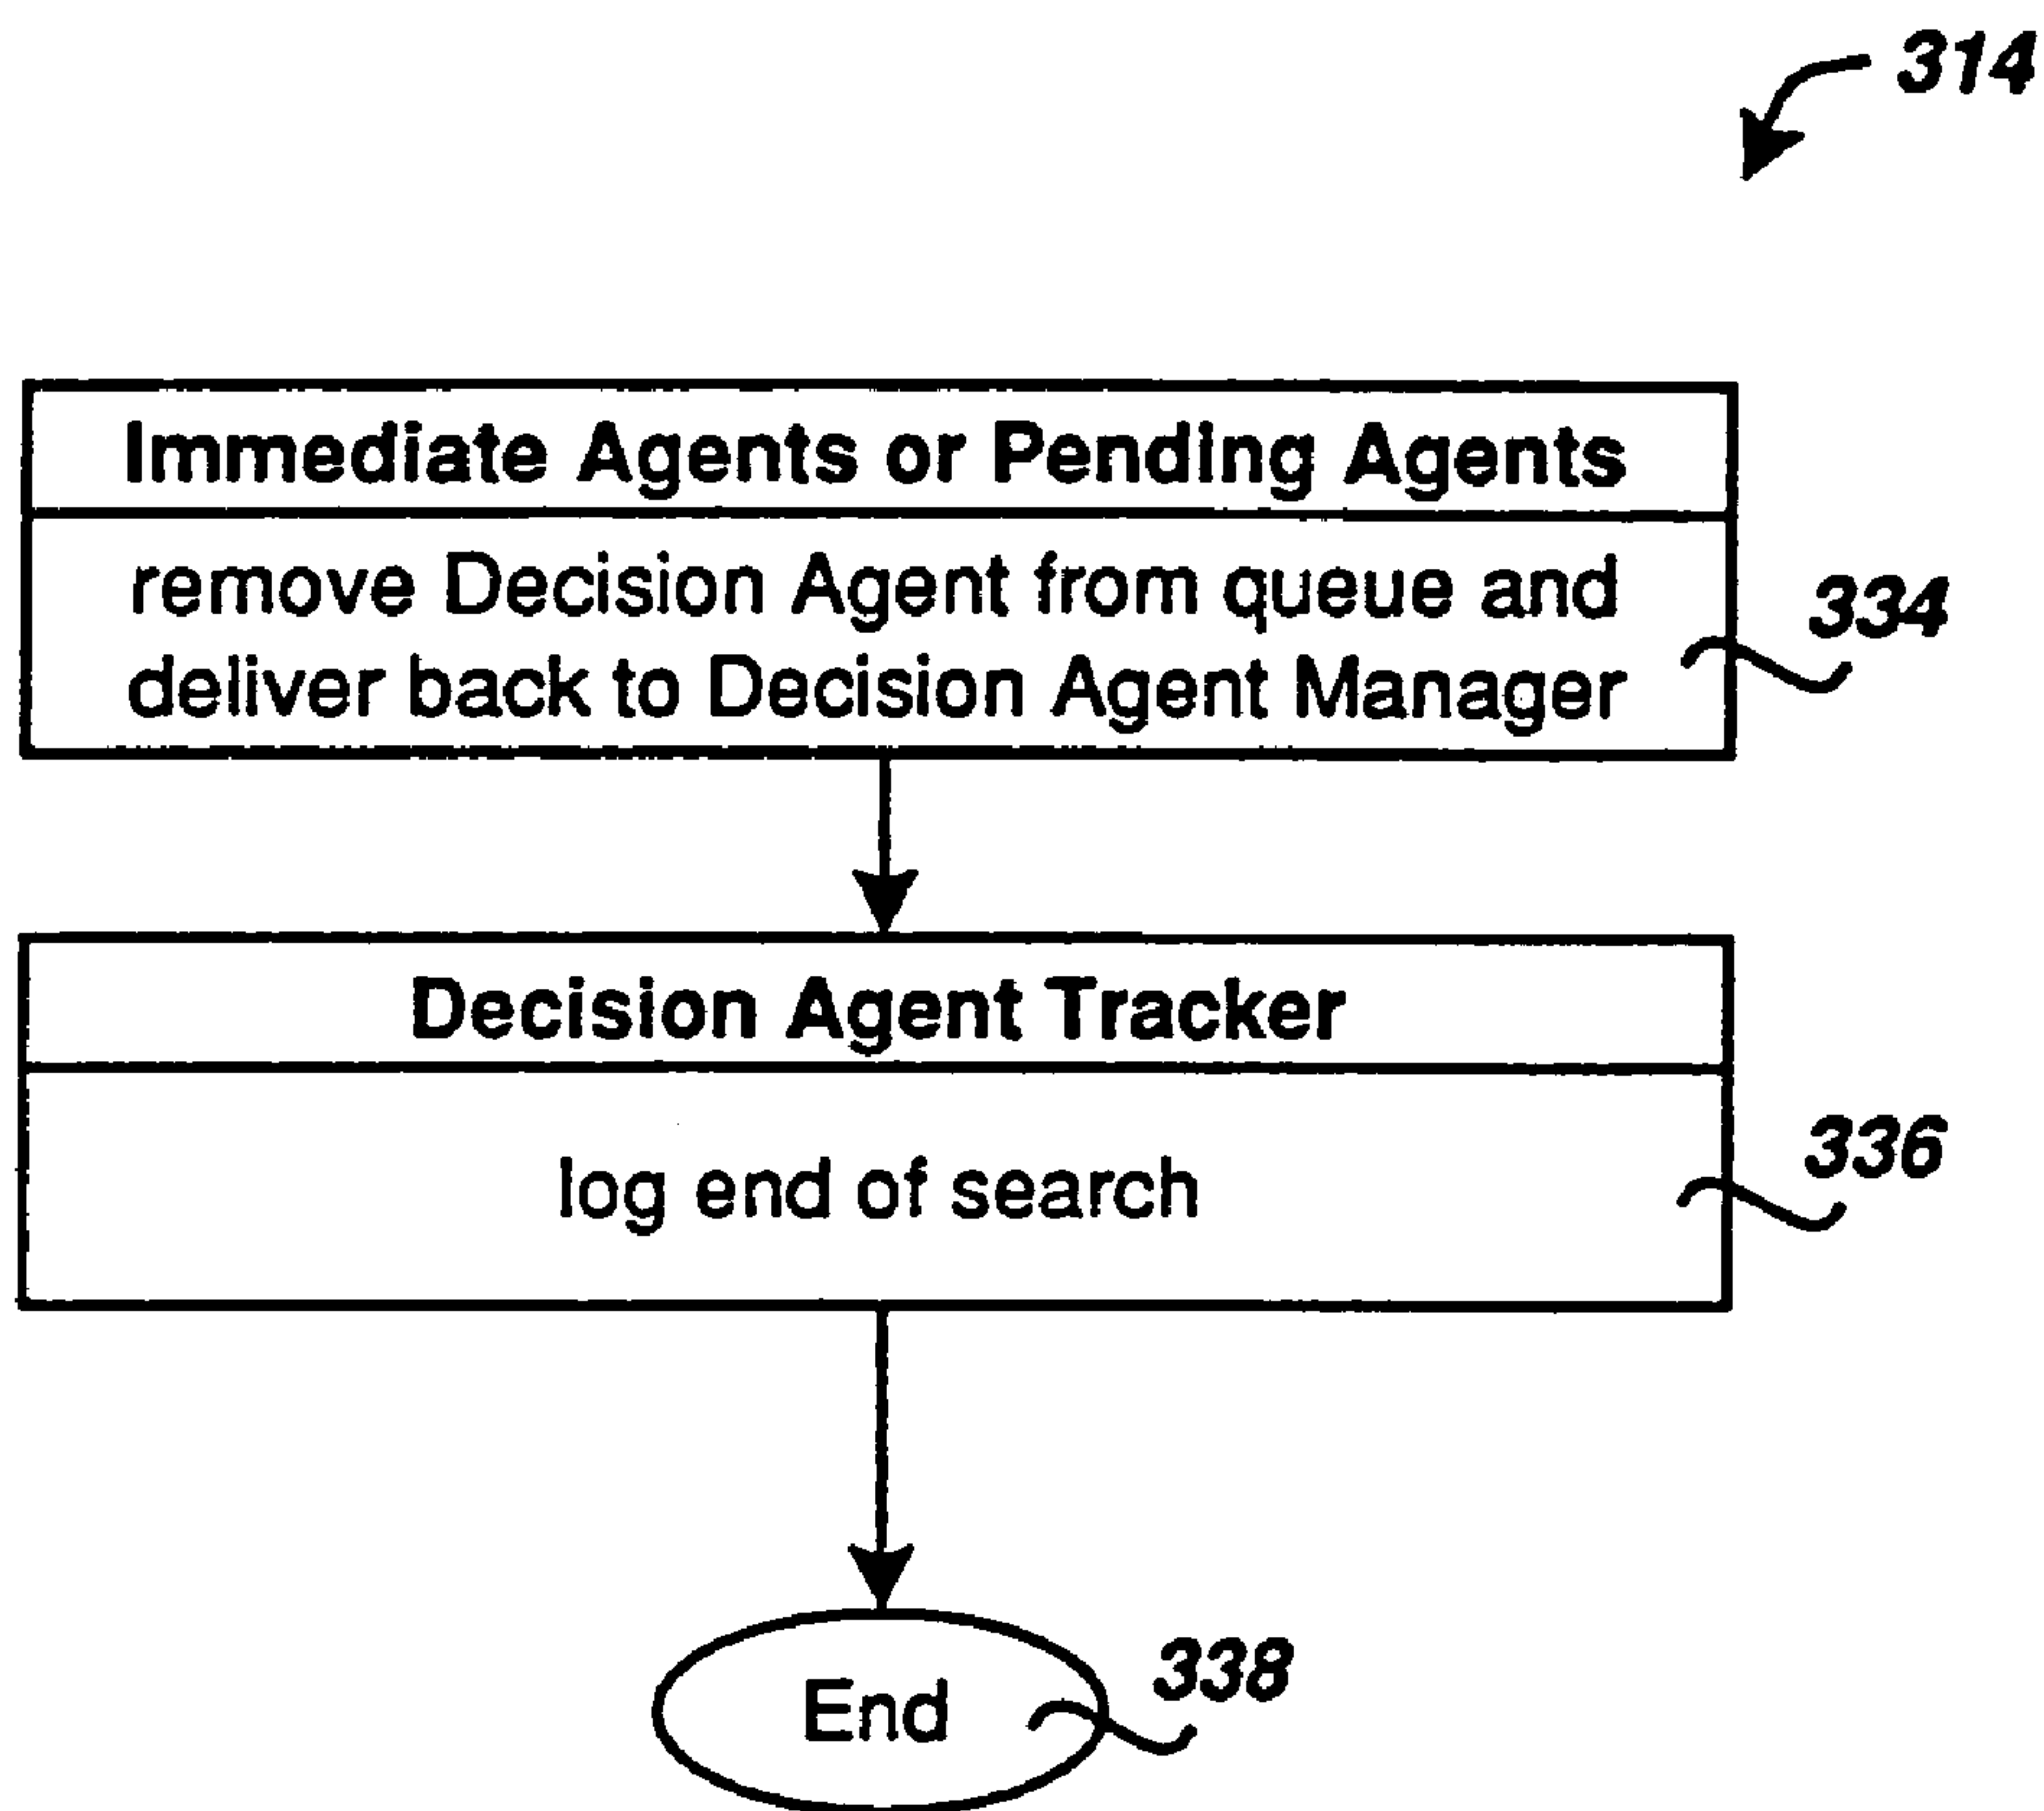 314
Immediate Agents or Pending Agents
remove Decision Agent from queue and
deliver back to Decision Agent Manager
334
Decision Agent Tracker
log end of search
336
End
338